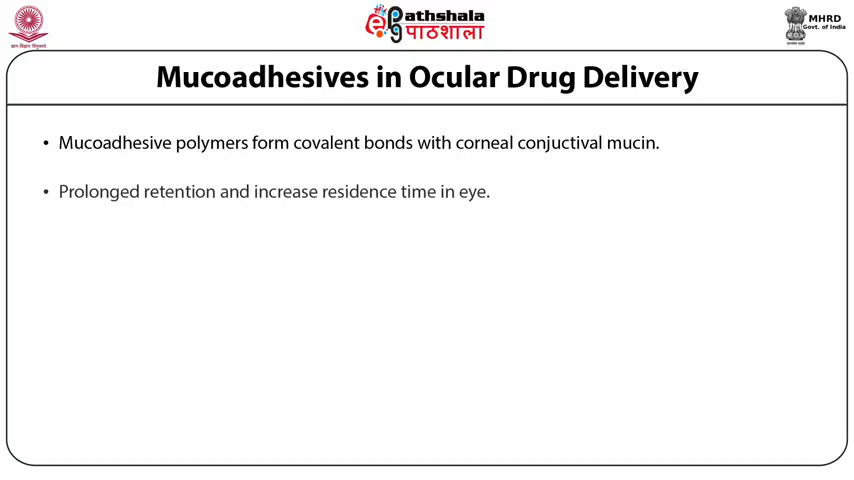 Pathshala
पाठशाला
MHRD
Govt. of India
Mucoadhesives in Ocular Drug Delivery
• Mucoadhesive polymers form covalent bonds with corneal conjuctival mucin.
• Prolonged retention and increase residence time in eye.